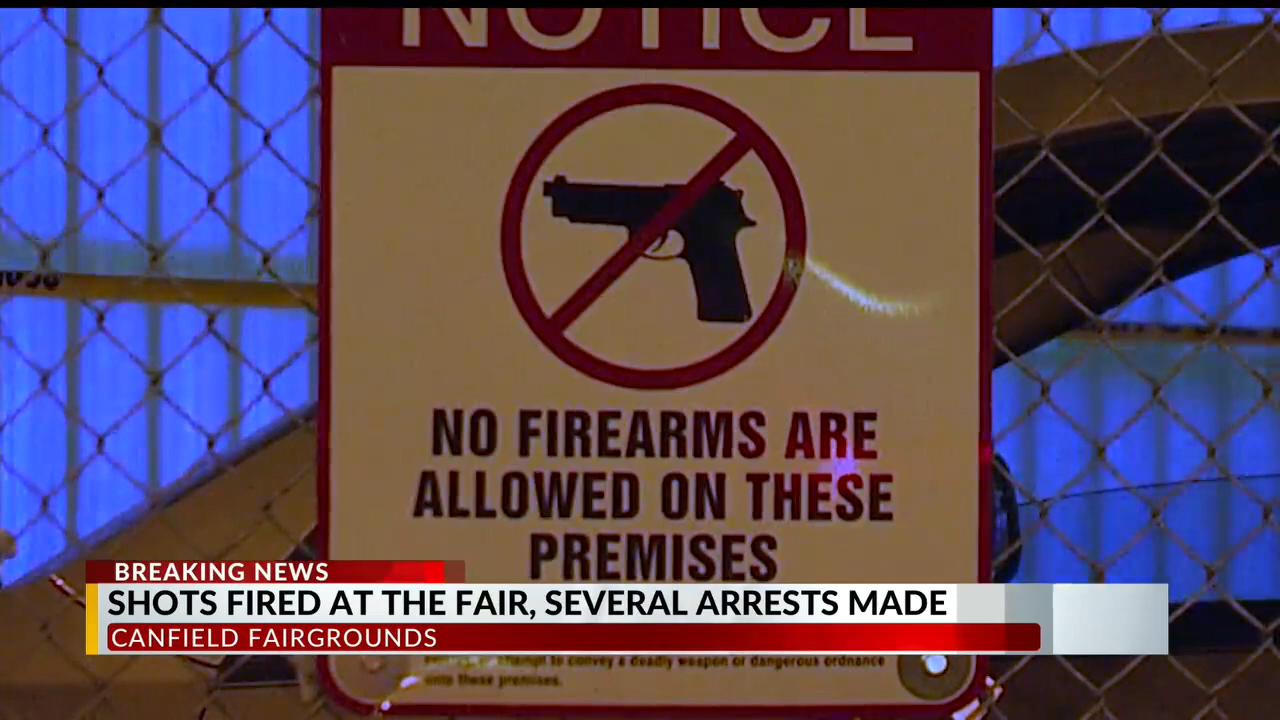 NOTICE
NO FIREARMS ARE
ALLOWED ON THESE
PREMISES
BREAKING NEWS
SHOTS FIRED AT THE FAIR, SEVERAL ARRESTS MADE
CANFIELD FAIRGROUNDS
attempt to convey a deadly weapon or dangerous ordnance
onto these premises.